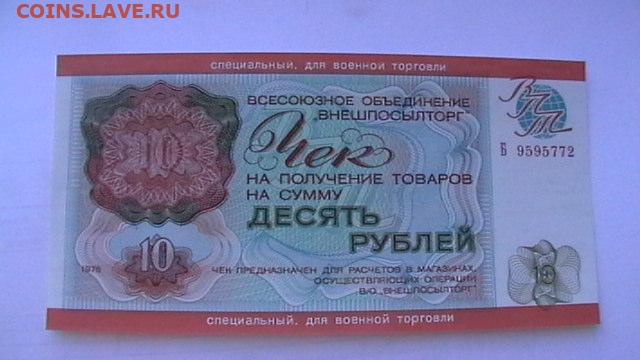 COINS.LAVE.RU
СПЕЦИАЛЬНЫЙ, ДЛЯ ВОЕННОЙ ТОРГОВЛИ
ВСЕСОЮЗНОЕ ОБЪЕДИНЕНИЕ
"ВНЕШПОСЫЛТОРГ"
ВПТ
Чек
Б 9595772
10
НА ПОЛУЧЕНИЕ ТОВАРОВ
НА СУММУ
ДЕСЯТЬ
РУБЛЕЙ
1976
10
10
ЧЕК ПРЕДНАЗНАЧЕН ДЛЯ РАСЧЕТОВ В МАГАЗИНАХ,
ОСУЩЕСТВЛЯЮЩИХ ОПЕРАЦИИ
В/О "ВНЕШПОСЫЛТОРГ"
СПЕЦИАЛЬНЫЙ, ДЛЯ ВОЕННОЙ ТОРГОВЛИ